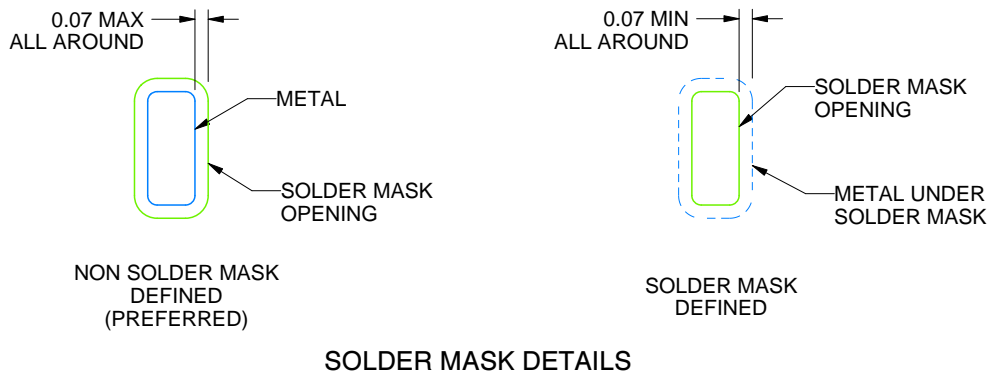 0.07 MAX
ALL AROUND
METAL
SOLDER MASK
OPENING
NON SOLDER MASK
DEFINED
(PREFERRED)
0.07 MIN
ALL AROUND
SOLDER MASK
OPENING
METAL UNDER
SOLDER MASK
SOLDER MASK
DEFINED
SOLDER MASK DETAILS